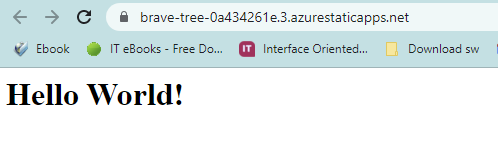 brave-tree-0a434261e.3.azurestaticapps.net
Ebook IT eBooks - Free Do... IT Interface Oriented... Download sw
Hello World!